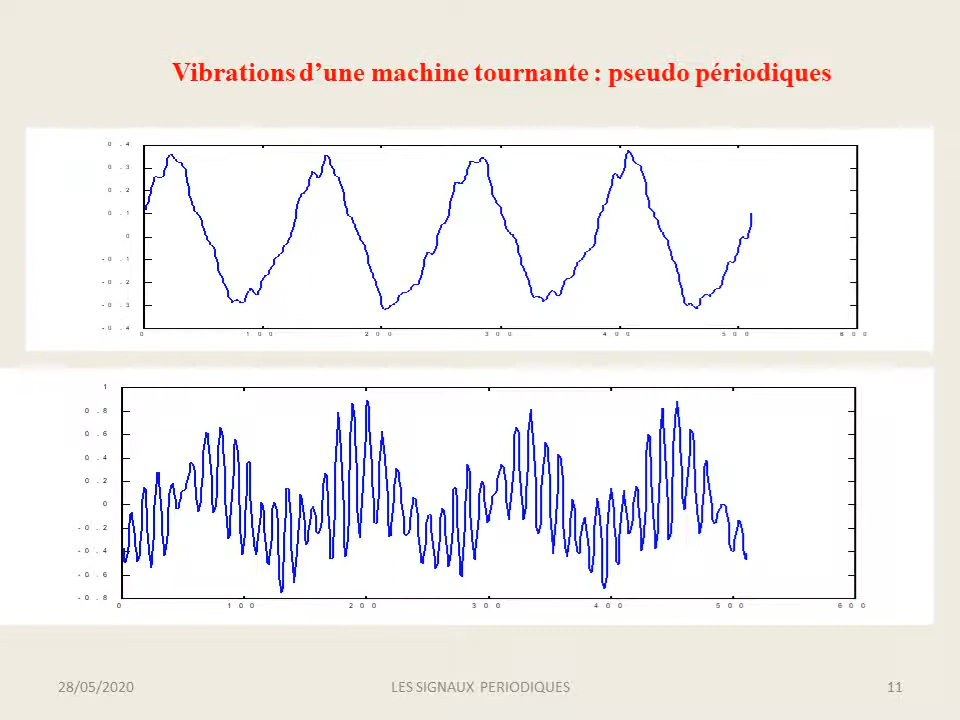 Vibrations d’une machine tournante : pseudo périodiques
0 . 4
0 . 3
0 . 2
0 . 1
0
- 0 . 1
- 0 . 2
- 0 . 3
- 0 . 4
0 1 0 0 2 0 0 3 0 0 4 0 0 5 0 0 6 0 0
1
0 . 8
0 . 6
0 . 4
0 . 2
0
- 0 . 2
- 0 . 4
- 0 . 6
- 0 . 8
0 1 0 0 2 0 0 3 0 0 4 0 0 5 0 0 6 0 0
28/05/2020 LES SIGNAUX PERIODIQUES 11